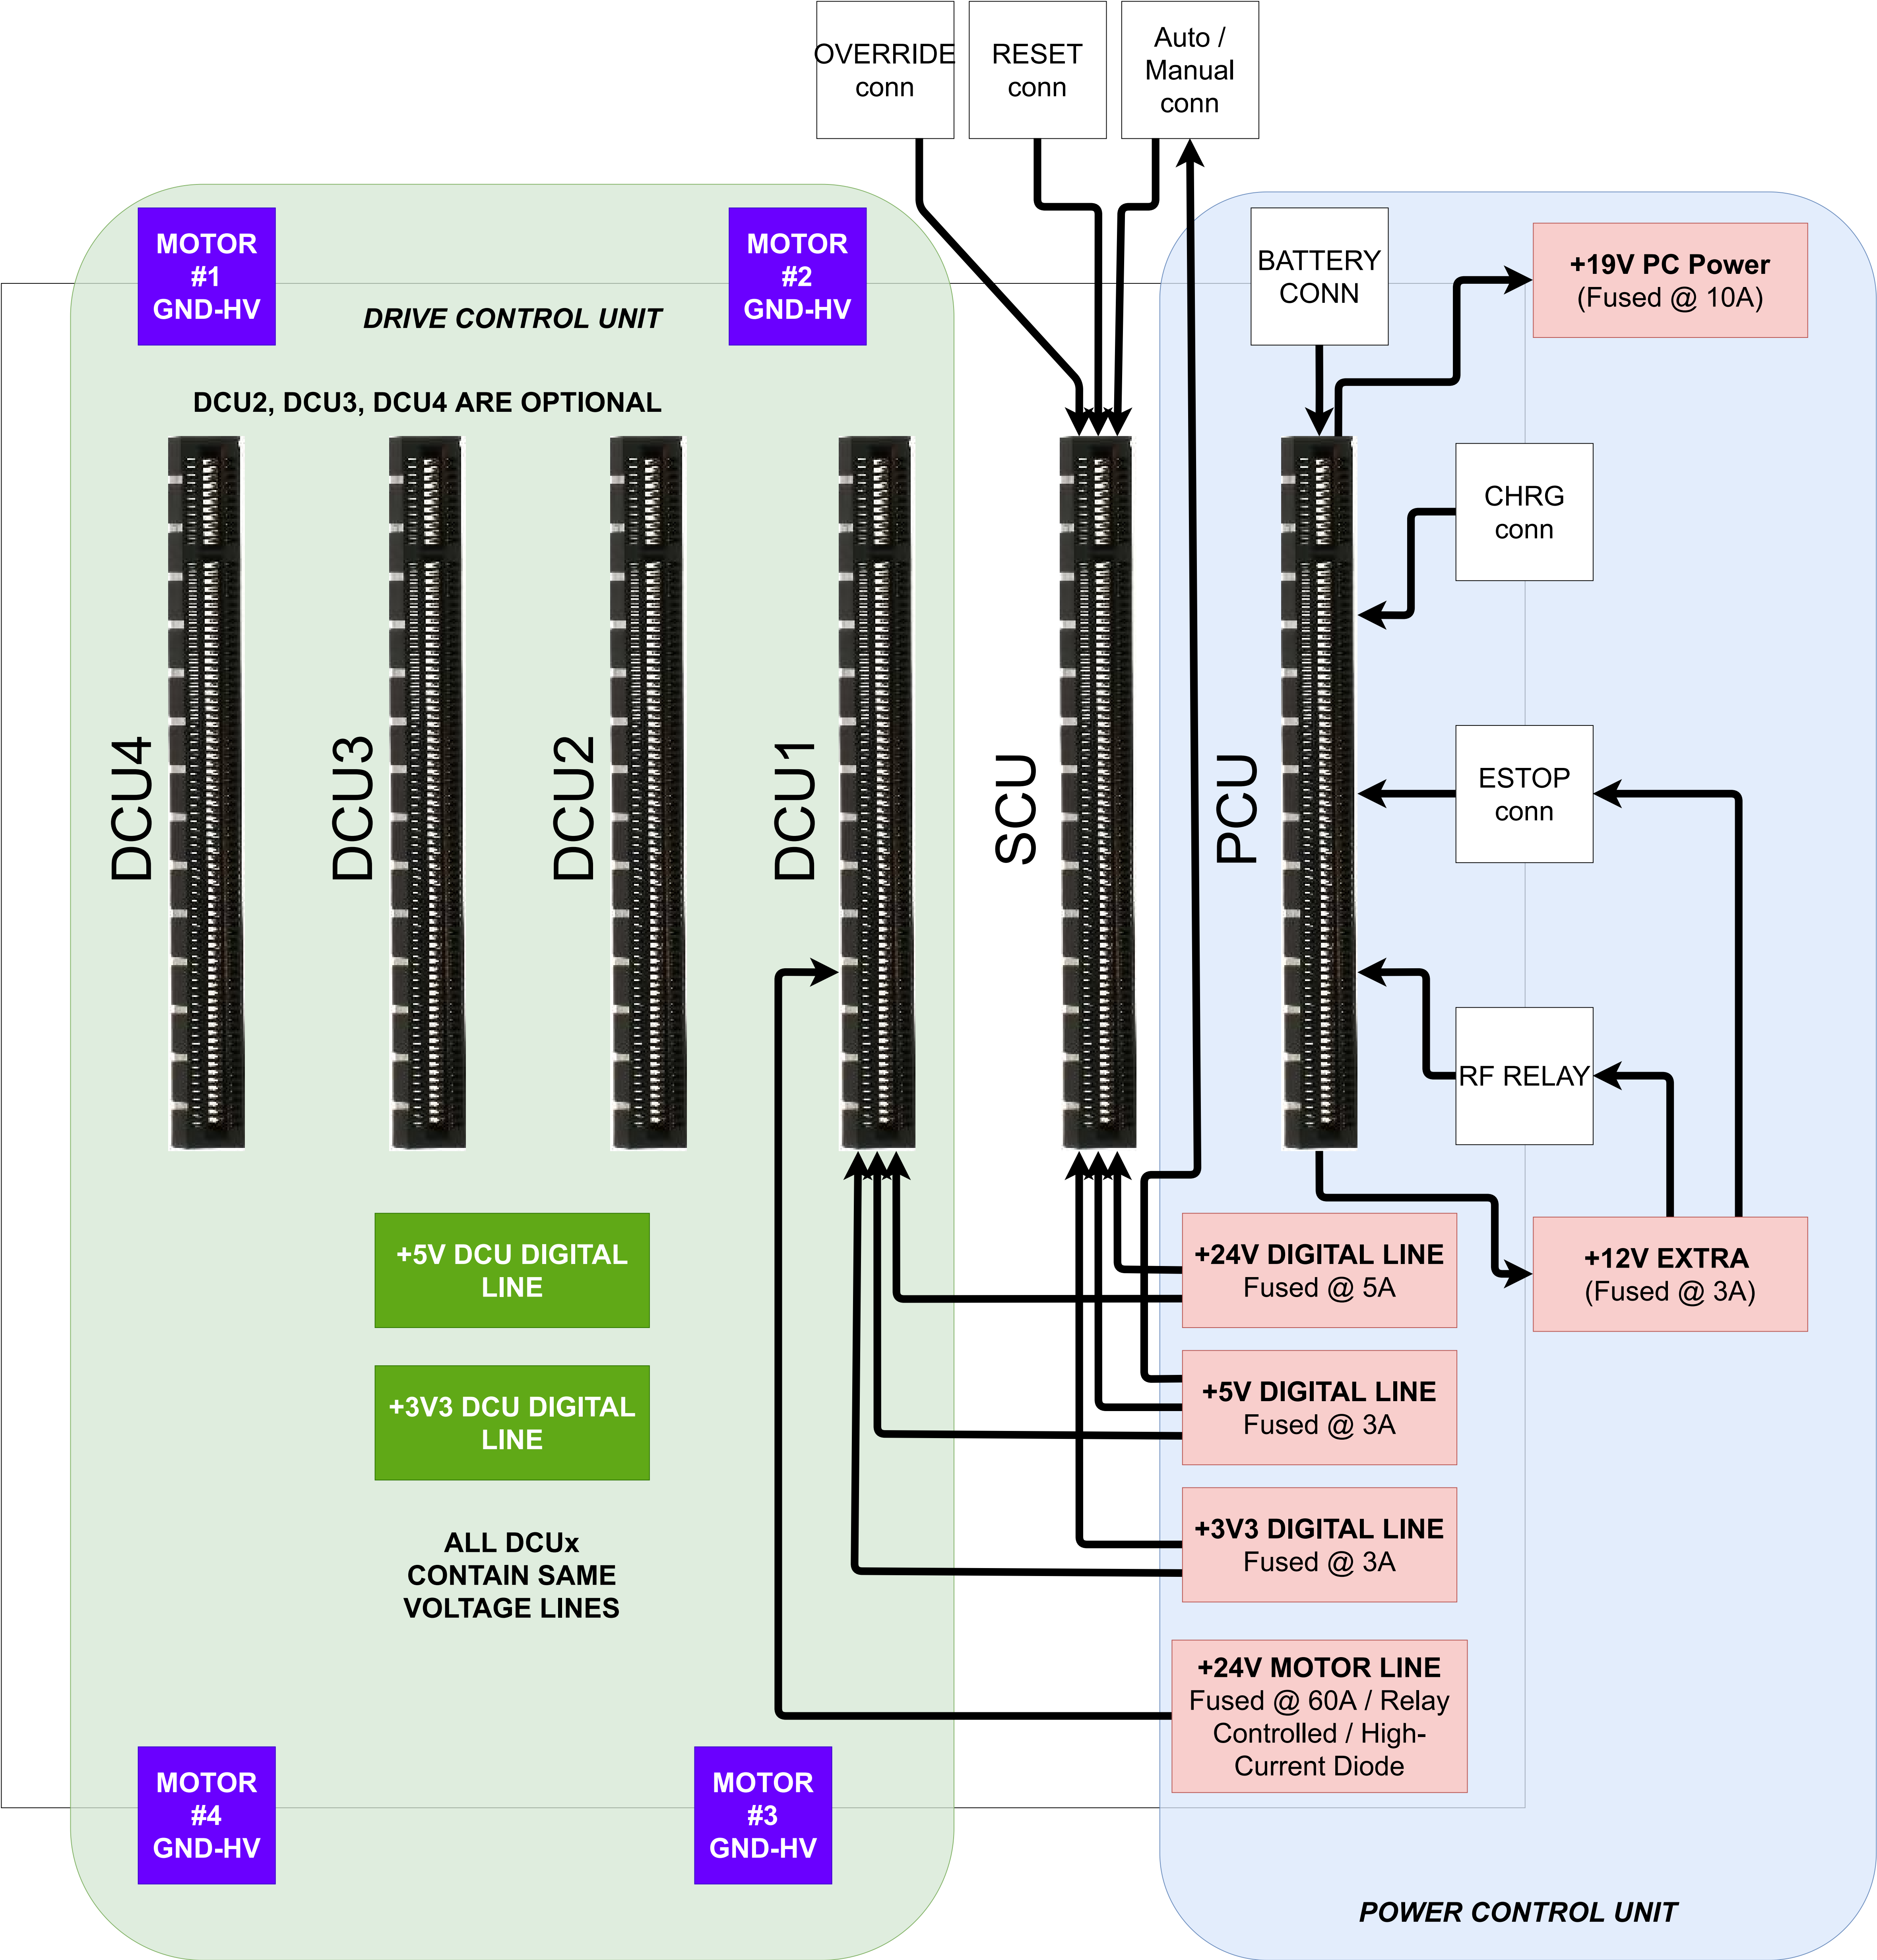 OVERRIDE
conn
RESET
conn
Auto /
Manual
conn
MOTOR
#1
GND-HV
MOTOR
#2
GND-HV
DRIVE CONTROL UNIT
BATTERY
CONN
+19V PC Power
(Fused @ 10A)
DCU2, DCU3, DCU4 ARE OPTIONAL
CHRG
conn
DCU4
DCU3
DCU2
DCU1
SCU
PCU
ESTOP
conn
RF RELAY
+5V DCU DIGITAL
LINE
+24V DIGITAL LINE
Fused @ 5A
+12V EXTRA
(Fused @ 3A)
+3V3 DCU DIGITAL
LINE
+5V DIGITAL LINE
Fused @ 3A
ALL DCUx
CONTAIN SAME
VOLTAGE LINES
+3V3 DIGITAL LINE
Fused @ 3A
+24V MOTOR LINE
Fused @ 60A / Relay
Controlled / High-
Current Diode
MOTOR
#4
GND-HV
MOTOR
#3
GND-HV
POWER CONTROL UNIT